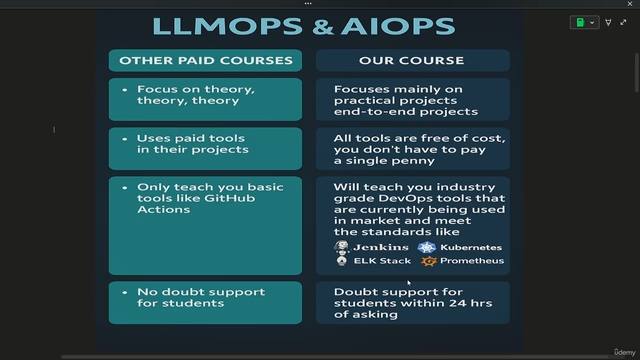 LLMOPS & AIOPS
OTHER PAID COURSES
OUR COURSE
• Focus on theory,
theory, theory
Focuses mainly on
practical projects
end-to-end projects
• Uses paid tools
in their projects
All tools are free of cost,
you don't have to pay
a single penny
• Only teach you basic
tools like GitHub
Actions
Will teach you industry
grade DevOps tools that
are currently being used
in market and meet
the standards like
Jenkins Kubernetes
ELK Stack Prometheus
• No doubt support
for students
Doubt support for
students within 24 hrs
of asking
ûdemy